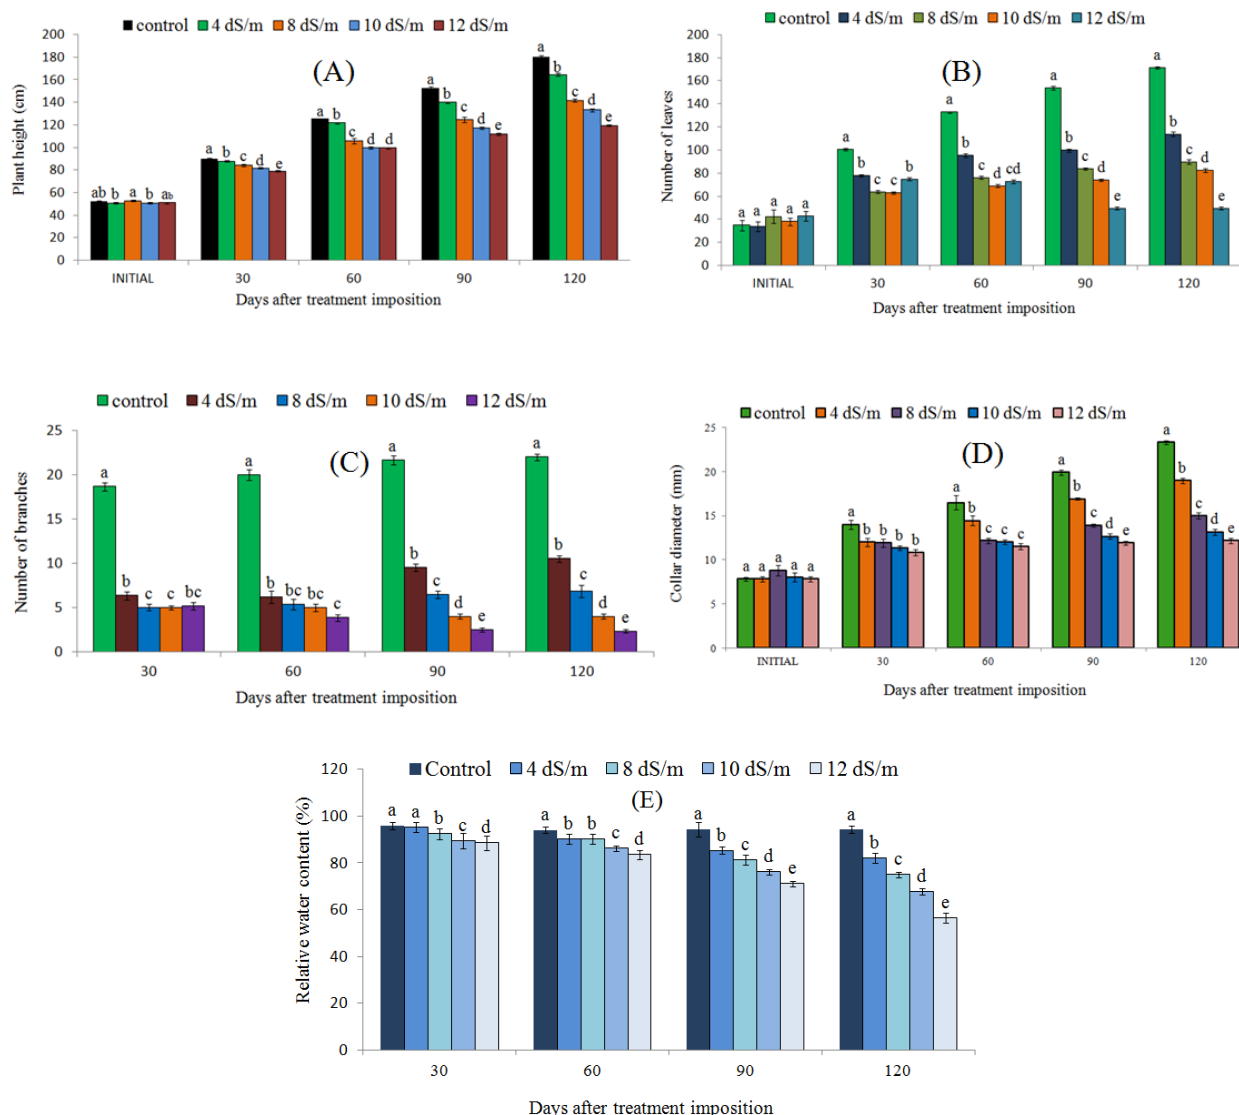 control 4 dS/m 8 dS/m 10 dS/m 12 dS/m
(A)
Plant height (cm)
200
180
160
140
120
100
80
60
40
20
0
ab b a b ab
a b c d e
a b c d d
a b c d e
a b c d e
INITIAL 30 60 90 120
Days after treatment imposition
control 4 dS/m 8 dS/m 10 dS/m 12 dS/m
(B)
Number of leaves
200
180
160
140
120
100
80
60
40
20
0
a a a a a
a b c c b
a b c d cd
a b c d e
a b c d e
INITIAL 30 60 90 120
Days after treatment imposition
control 4 dS/m 8 dS/m 10 dS/m 12 dS/m
(C)
Number of branches
25
20
15
10
5
0
a b c c bc
a b bc bc c
a b c d e
a b c d e
30 60 90 120
Days after treatment imposition
control 4 dS/m 8 dS/m 10 dS/m 12 dS/m
(D)
Collar diameter (mm)
25
20
15
10
5
0
a a a a a
a b b b b
a b c c c
a b c d e
a b c d e
INITIAL 30 60 90 120
Days after treatment imposition
Control 4 dS/m 8 dS/m 10 dS/m 12 dS/m
(E)
Relative water content (%)
120
100
80
60
40
20
0
a a b c d
a b b c d
a b c d e
a b c d e
30 60 90 120
Days after treatment imposition